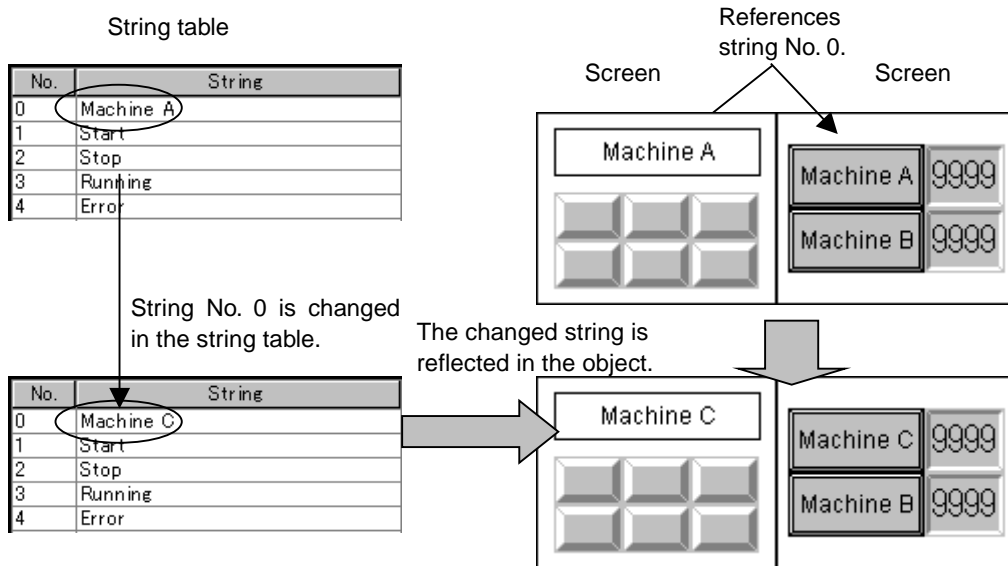 String table
References
string No. 0.
Screen
Screen
No. String
0 Machine A
1 Start
2 Stop
3 Running
4 Error
Machine A
Machine A 9999
Machine B 9999
String No. 0 is changed
in the string table.
The changed string is
reflected in the object.
No. String
0 Machine C
1 Start
2 Stop
3 Running
4 Error
Machine C
Machine C 9999
Machine B 9999